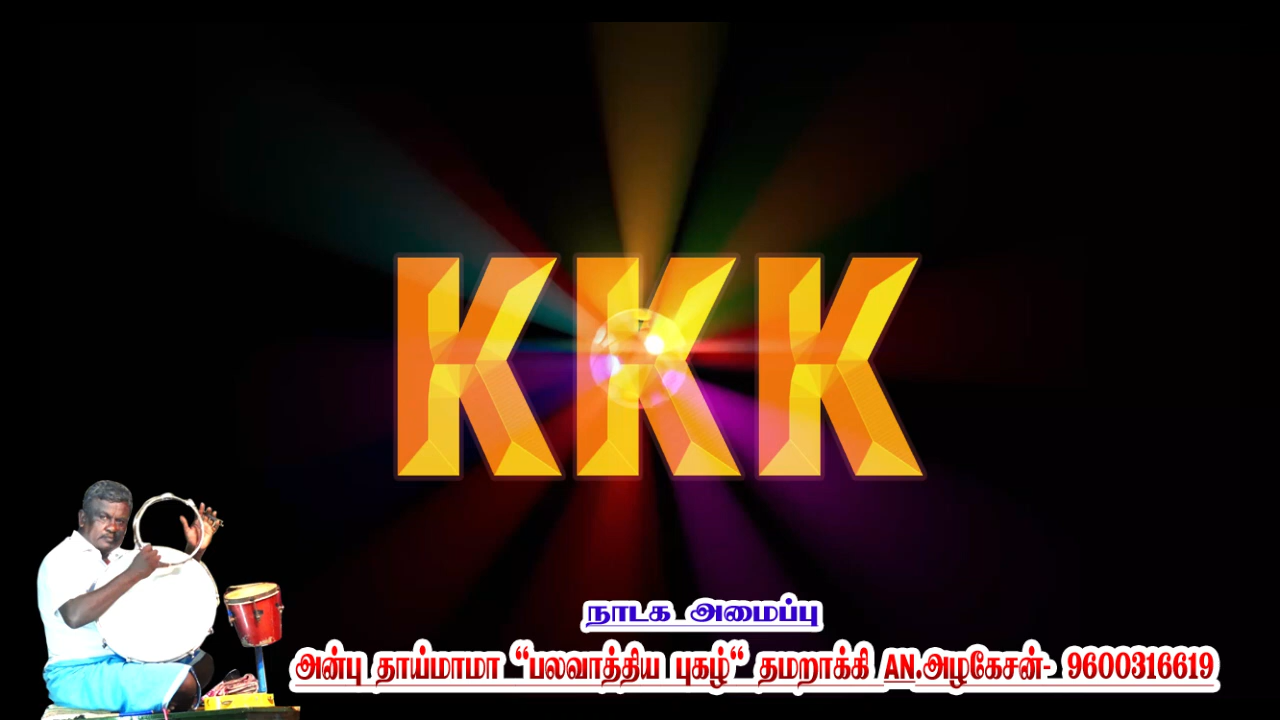 KKK
நாடக அமைப்பு
அன்பு தாய்மாமா “பலவாத்திய புகழ்“ தமறாக்கி AN.அழகேசன்- 9600316619